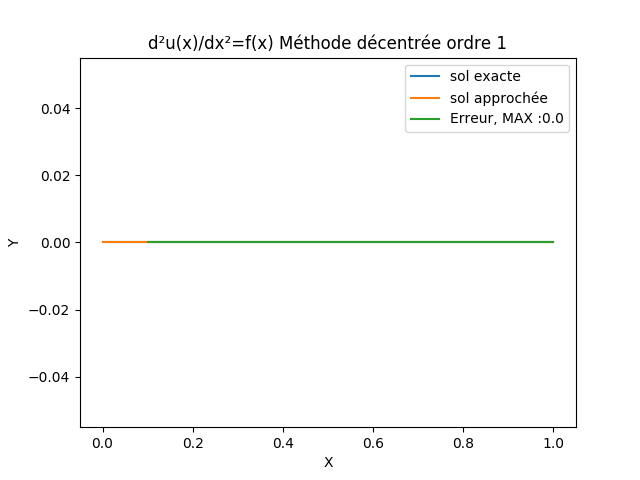 d²u(x)/dx²=f(x) Méthode décentrée ordre 1
sol exacte
sol approchée
Erreur, MAX :0.0
0.04
0.02
0.00
−0.02
−0.04
Y
0.0 0.2 0.4 0.6 0.8 1.0
X